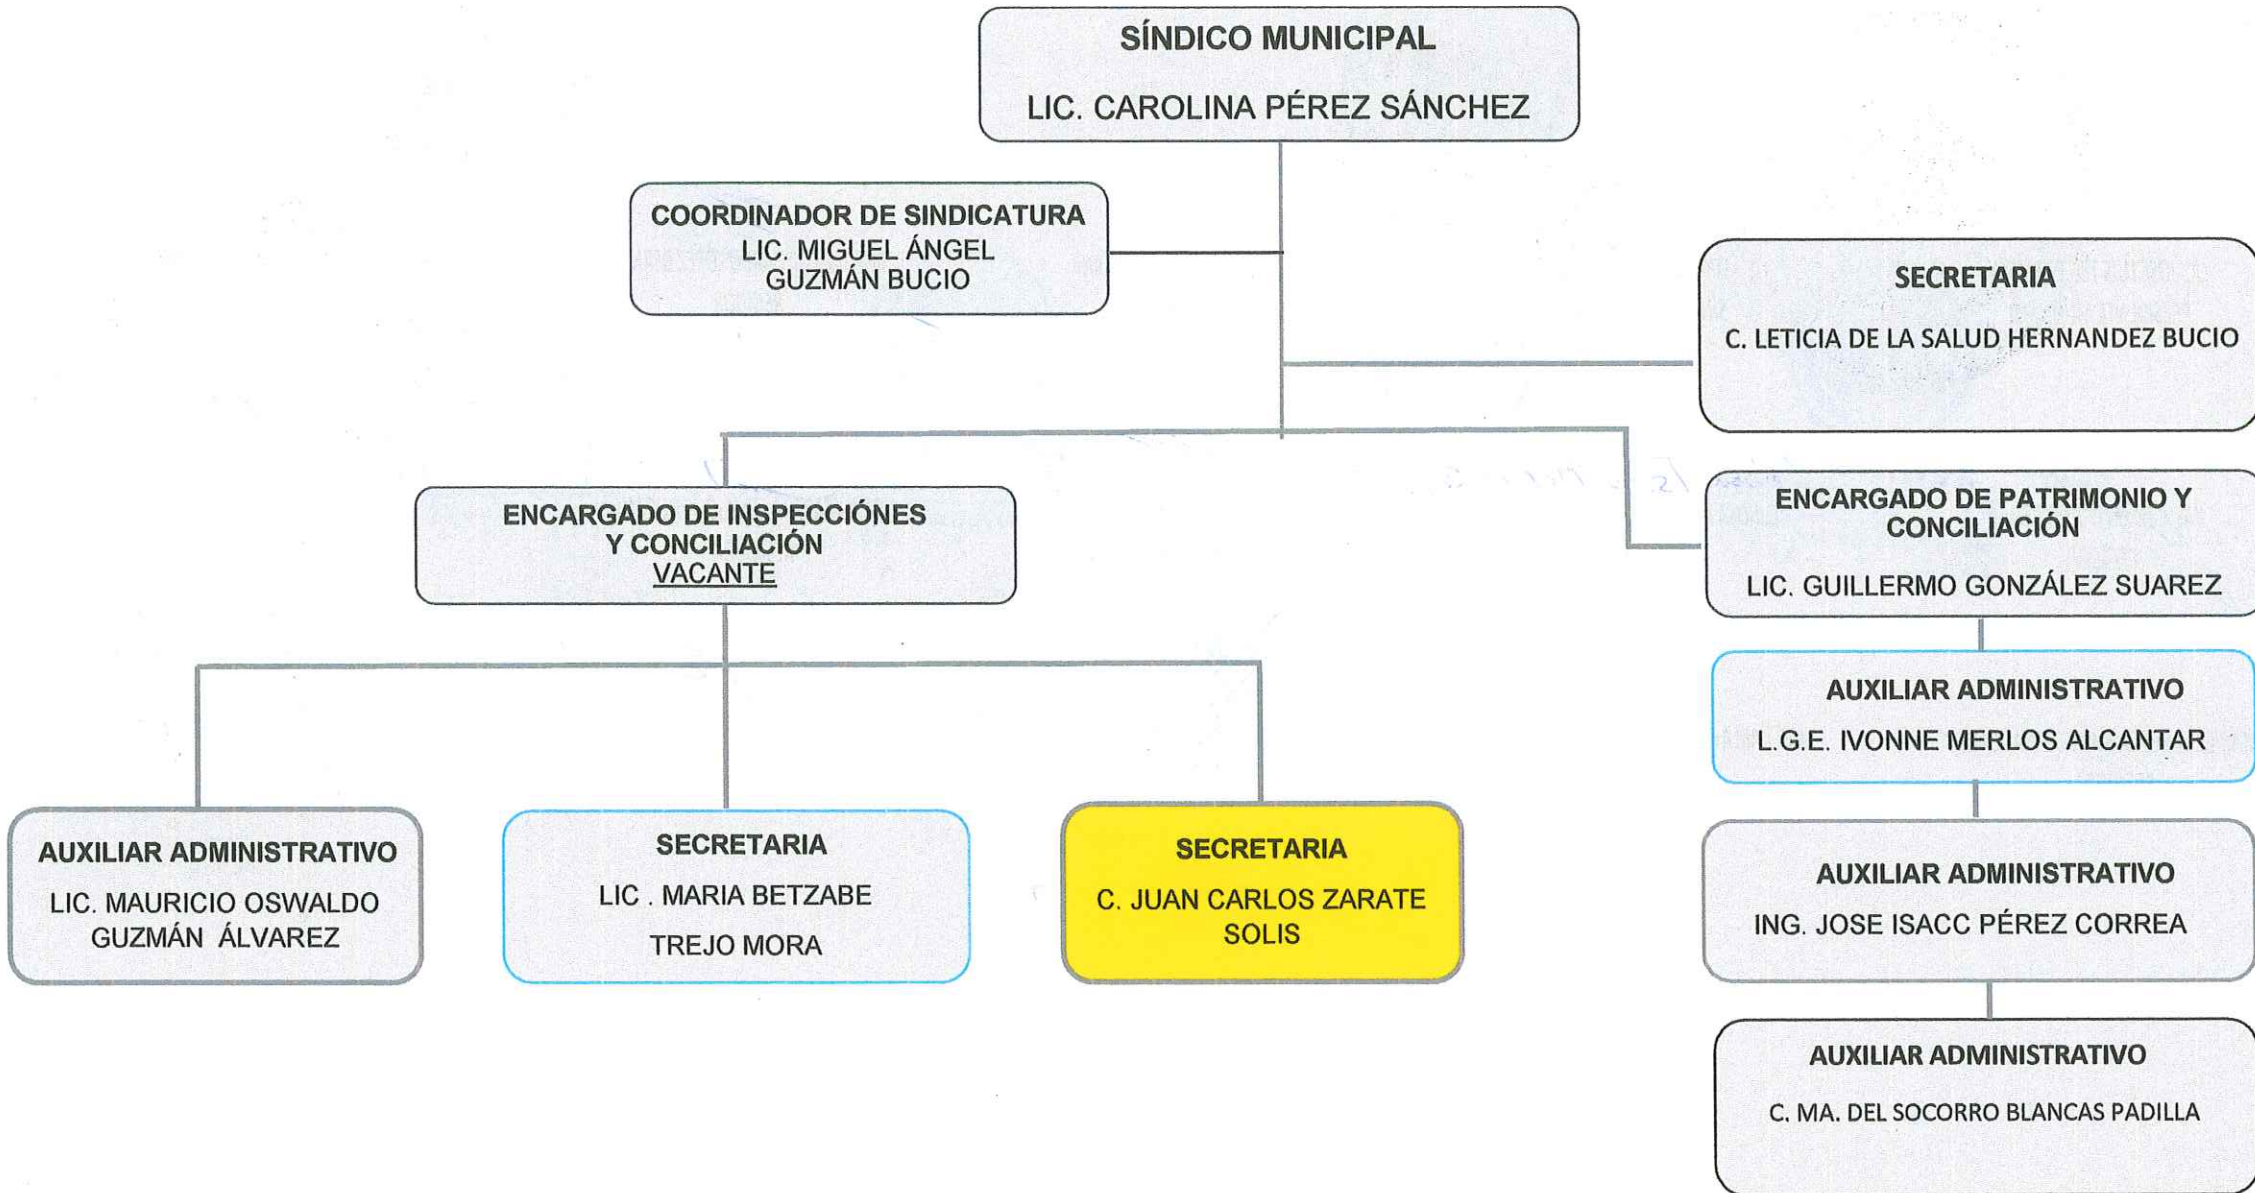 SÍNDICO MUNICIPAL
LIC. CAROLINA PÉREZ SÁNCHEZ
COORDINADOR DE SINDICATURA
LIC. MIGUEL ÁNGEL
GUZMÁN BUCIO
SECRETARIA
C. LETICIA DE LA SALUD HERNANDEZ BUCIO
ENCARGADO DE INSPECCIÓNES
Y CONCILIACIÓN
VACANTE
ENCARGADO DE PATRIMONIO Y
CONCILIACIÓN
LIC. GUILLERMO GONZÁLEZ SUAREZ
AUXILIAR ADMINISTRATIVO
L.G.E. IVONNE MERLOS ALCANTAR
AUXILIAR ADMINISTRATIVO
LIC. MAURICIO OSWALDO
GUZMÁN ÁLVAREZ
SECRETARIA
LIC . MARIA BETZABE
TREJO MORA
SECRETARIA
C. JUAN CARLOS ZARATE
SOLIS
AUXILIAR ADMINISTRATIVO
ING. JOSE ISACC PÉREZ CORREA
AUXILIAR ADMINISTRATIVO
C. MA. DEL SOCORRO BLANCAS PADILLA